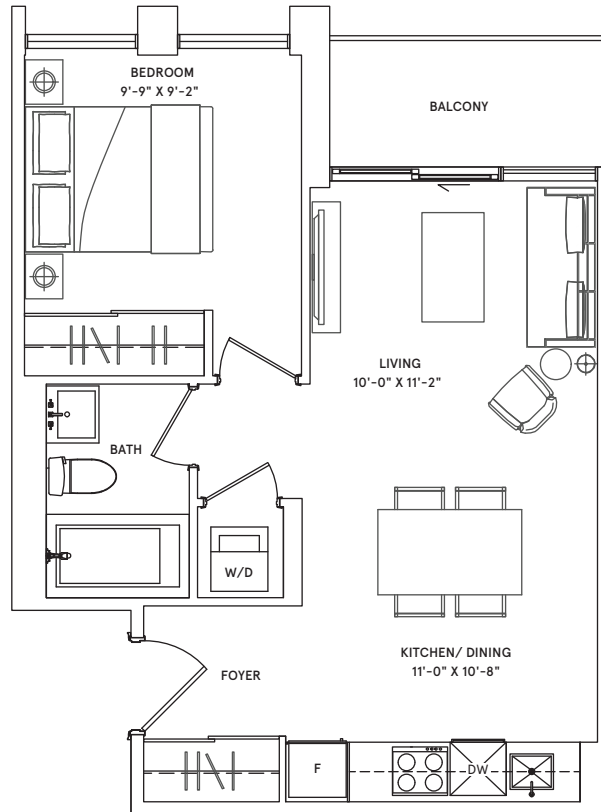 BEDROOM
9'-9" X 9'-2"
BALCONY
LIVING
10'-0" X 11'-2"
BATH
W/D
KITCHEN/ DINING
11'-0" X 10'-8"
FOYER
F
DW